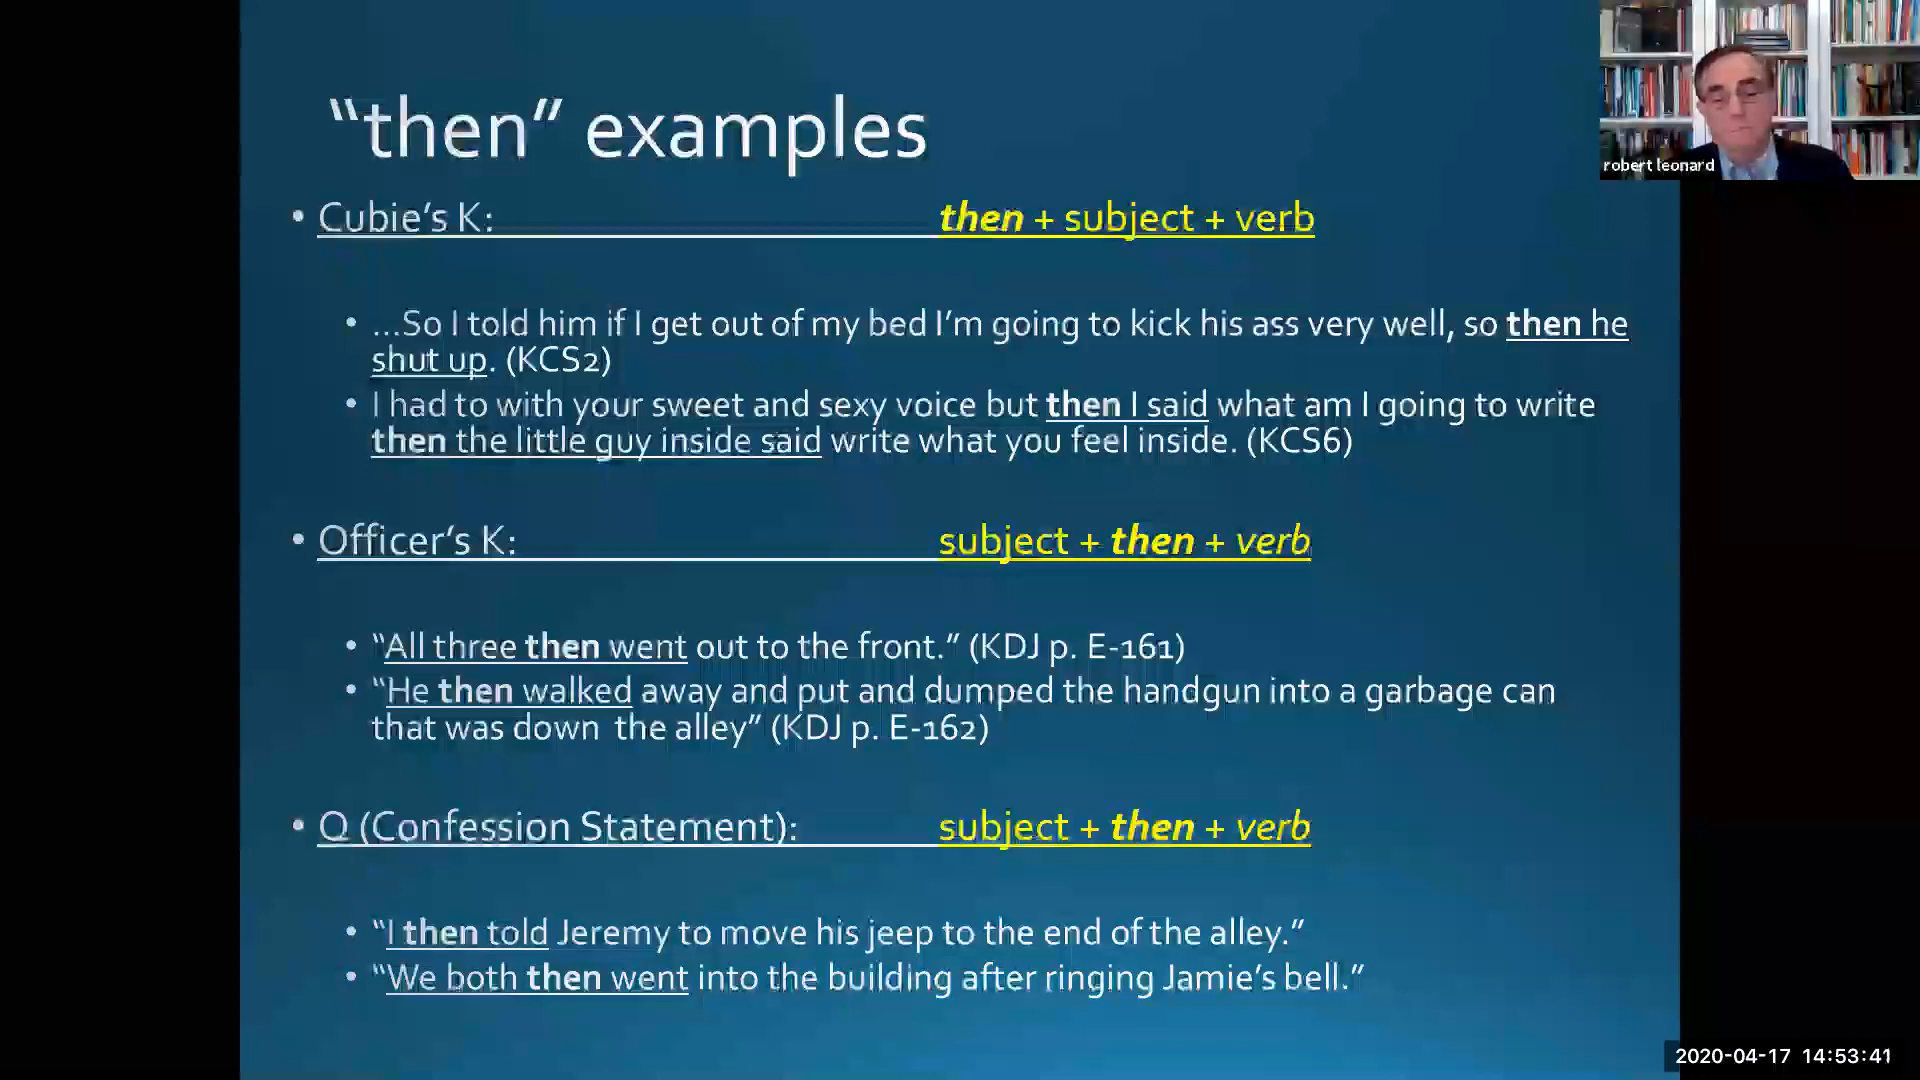 “then” examples
robert leonard
• Cubie’s K: then + subject + verb
• ...So I told him if I get out of my bed I’m going to kick his ass very well, so then he
shut up. (KCS2)
• I had to with your sweet and sexy voice but then I said what am I going to write
then the little guy inside said write what you feel inside. (KCS6)
• Officer’s K: subject + then + verb
• “All three then went out to the front.” (KDJ p. E-161)
• “He then walked away and put and dumped the handgun into a garbage can
that was down the alley” (KDJ p. E-162)
• Q (Confession Statement): subject + then + verb
• “I then told Jeremy to move his jeep to the end of the alley.”
• “We both then went into the building after ringing Jamie’s bell.”
2020-04-17 14:53:41